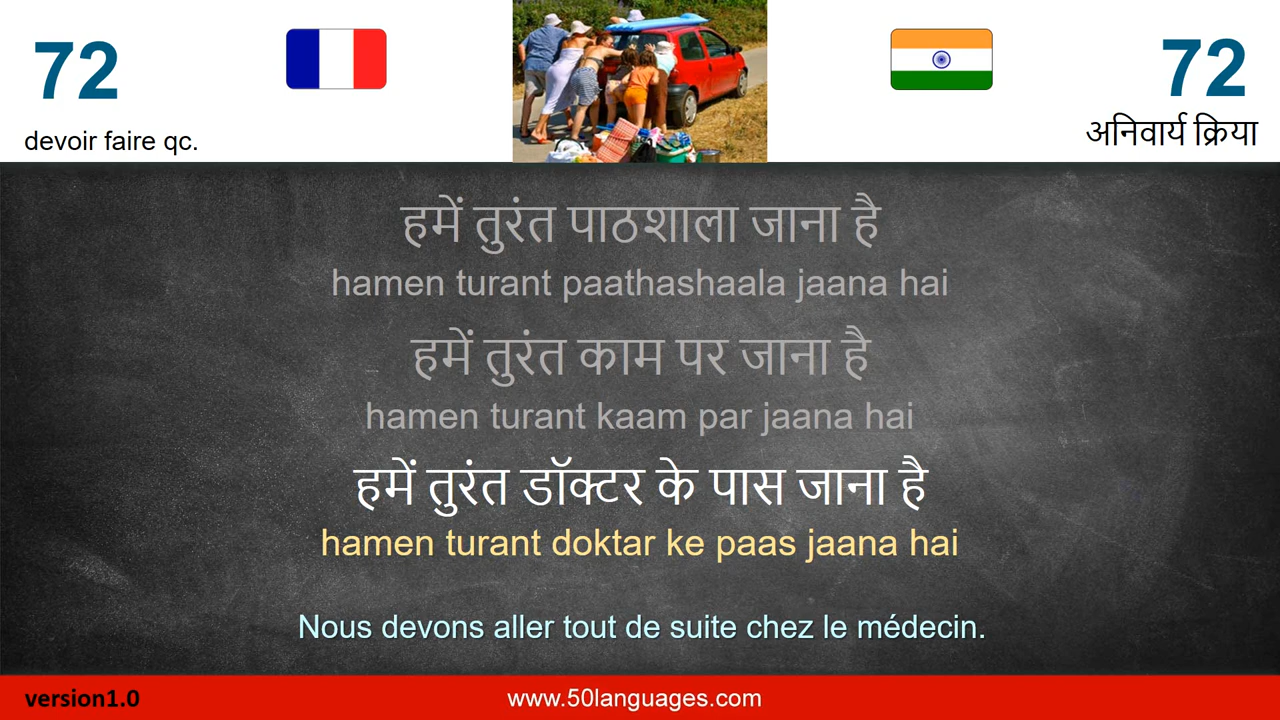 72
72
devoir faire qc.
अनिवार्य क्रिया
हमें तुरंत पाठशाला जाना है
hamen turant paathashaala jaana hai
हमें तुरंत काम पर जाना है
hamen turant kaam par jaana hai
हमें तुरंत डॉक्टर के पास जाना है
hamen turant doktar ke paas jaana hai
Nous devons aller tout de suite chez le médecin.
version1.0
www.50languages.com